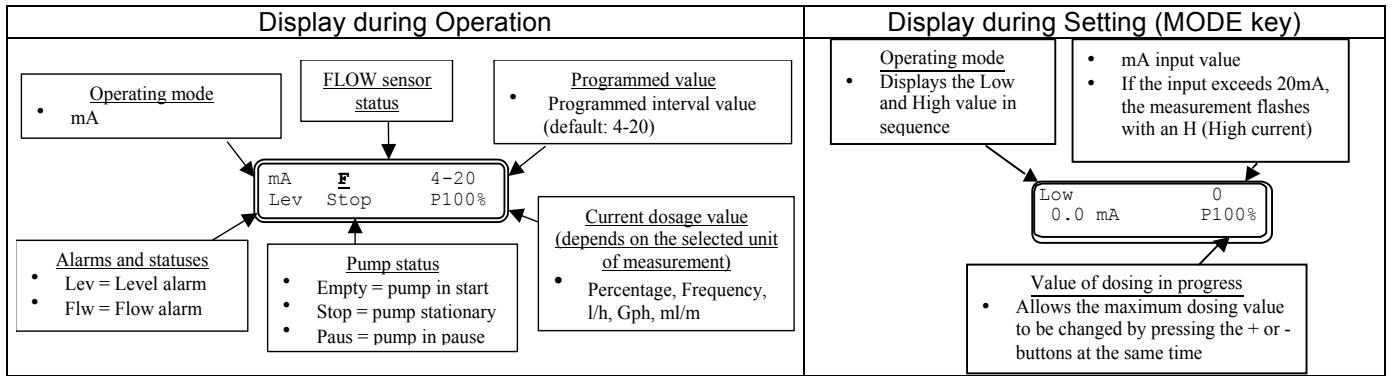 Display during Operation
Display during Setting (MODE key)
Operating mode
• mA
FLOW sensor
status
Programmed value
• Programmed interval value
(default: 4-20)
mA F 4-20
Lev Stop P100%
Alarms and statuses
• Lev = Level alarm
• Flw = Flow alarm
Pump status
• Empty = pump in start
• Stop = pump stationary
• Paus = pump in pause
Current dosage value
(depends on the selected unit
of measurement)
• Percentage, Frequency,
l/h, Gph, ml/m
Operating mode
• Displays the Low
and High value in
sequence
• mA input value
• If the input exceeds 20mA,
the measurement flashes
with an H (High current)
Low 0
0.0 mA P100%
Value of dosing in progress
• Allows the maximum dosing value
to be changed by pressing the + or -
buttons at the same time